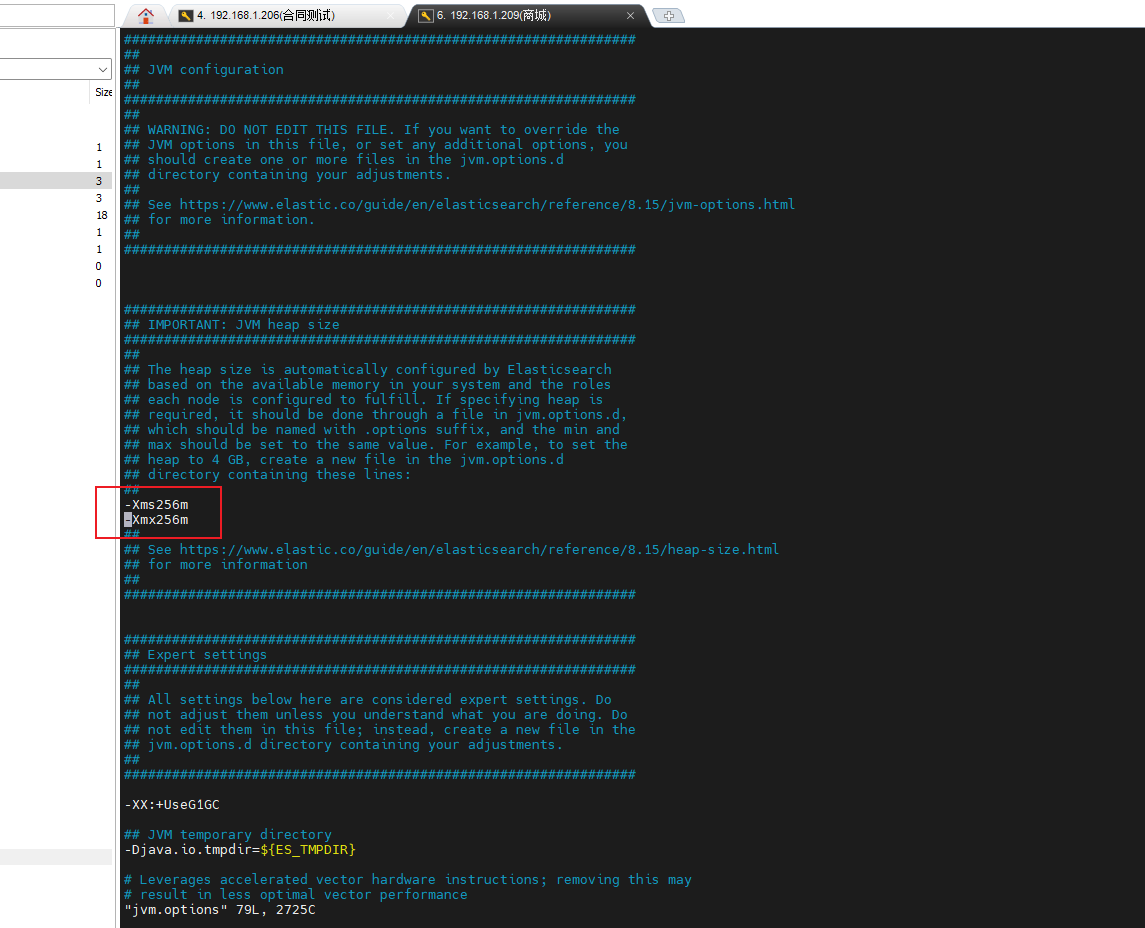 4. 192.168.1.206(合同测试)
6. 192.168.1.209(商城)
Size
1
1
3
3
18
1
1
0
0
################################################################
##
## JVM configuration
##
################################################################
##
## WARNING: DO NOT EDIT THIS FILE. If you want to override the
## JVM options in this file, or set any additional options, you
## should create one or more files in the jvm.options.d
## directory containing your adjustments.
##
## See https://www.elastic.co/guide/en/elasticsearch/reference/8.15/jvm-options.html
## for more information.
##
################################################################
################################################################
## IMPORTANT: JVM heap size
################################################################
##
## The heap size is automatically configured by Elasticsearch
## based on the available memory in your system and the roles
## each node is configured to fulfill. If specifying heap is
## required, it should be done through a file in jvm.options.d,
## which should be named with .options suffix, and the min and
## max should be set to the same value. For example, to set the
## heap to 4 GB, create a new file in the jvm.options.d
## directory containing these lines:
##
-Xms256m
-Xmx256m
##
## See https://www.elastic.co/guide/en/elasticsearch/reference/8.15/heap-size.html
## for more information
##
################################################################
################################################################
## Expert settings
################################################################
##
## All settings below here are considered expert settings. Do
## not adjust them unless you understand what you are doing. Do
## not edit them in this file; instead, create a new file in the
## jvm.options.d directory containing your adjustments.
##
################################################################
-XX:+UseG1GC
## JVM temporary directory
-Djava.io.tmpdir=${ES_TMPDIR}
# Leverages accelerated vector hardware instructions; removing this may
# result in less optimal vector performance
"jvm.options" 79L, 2725C